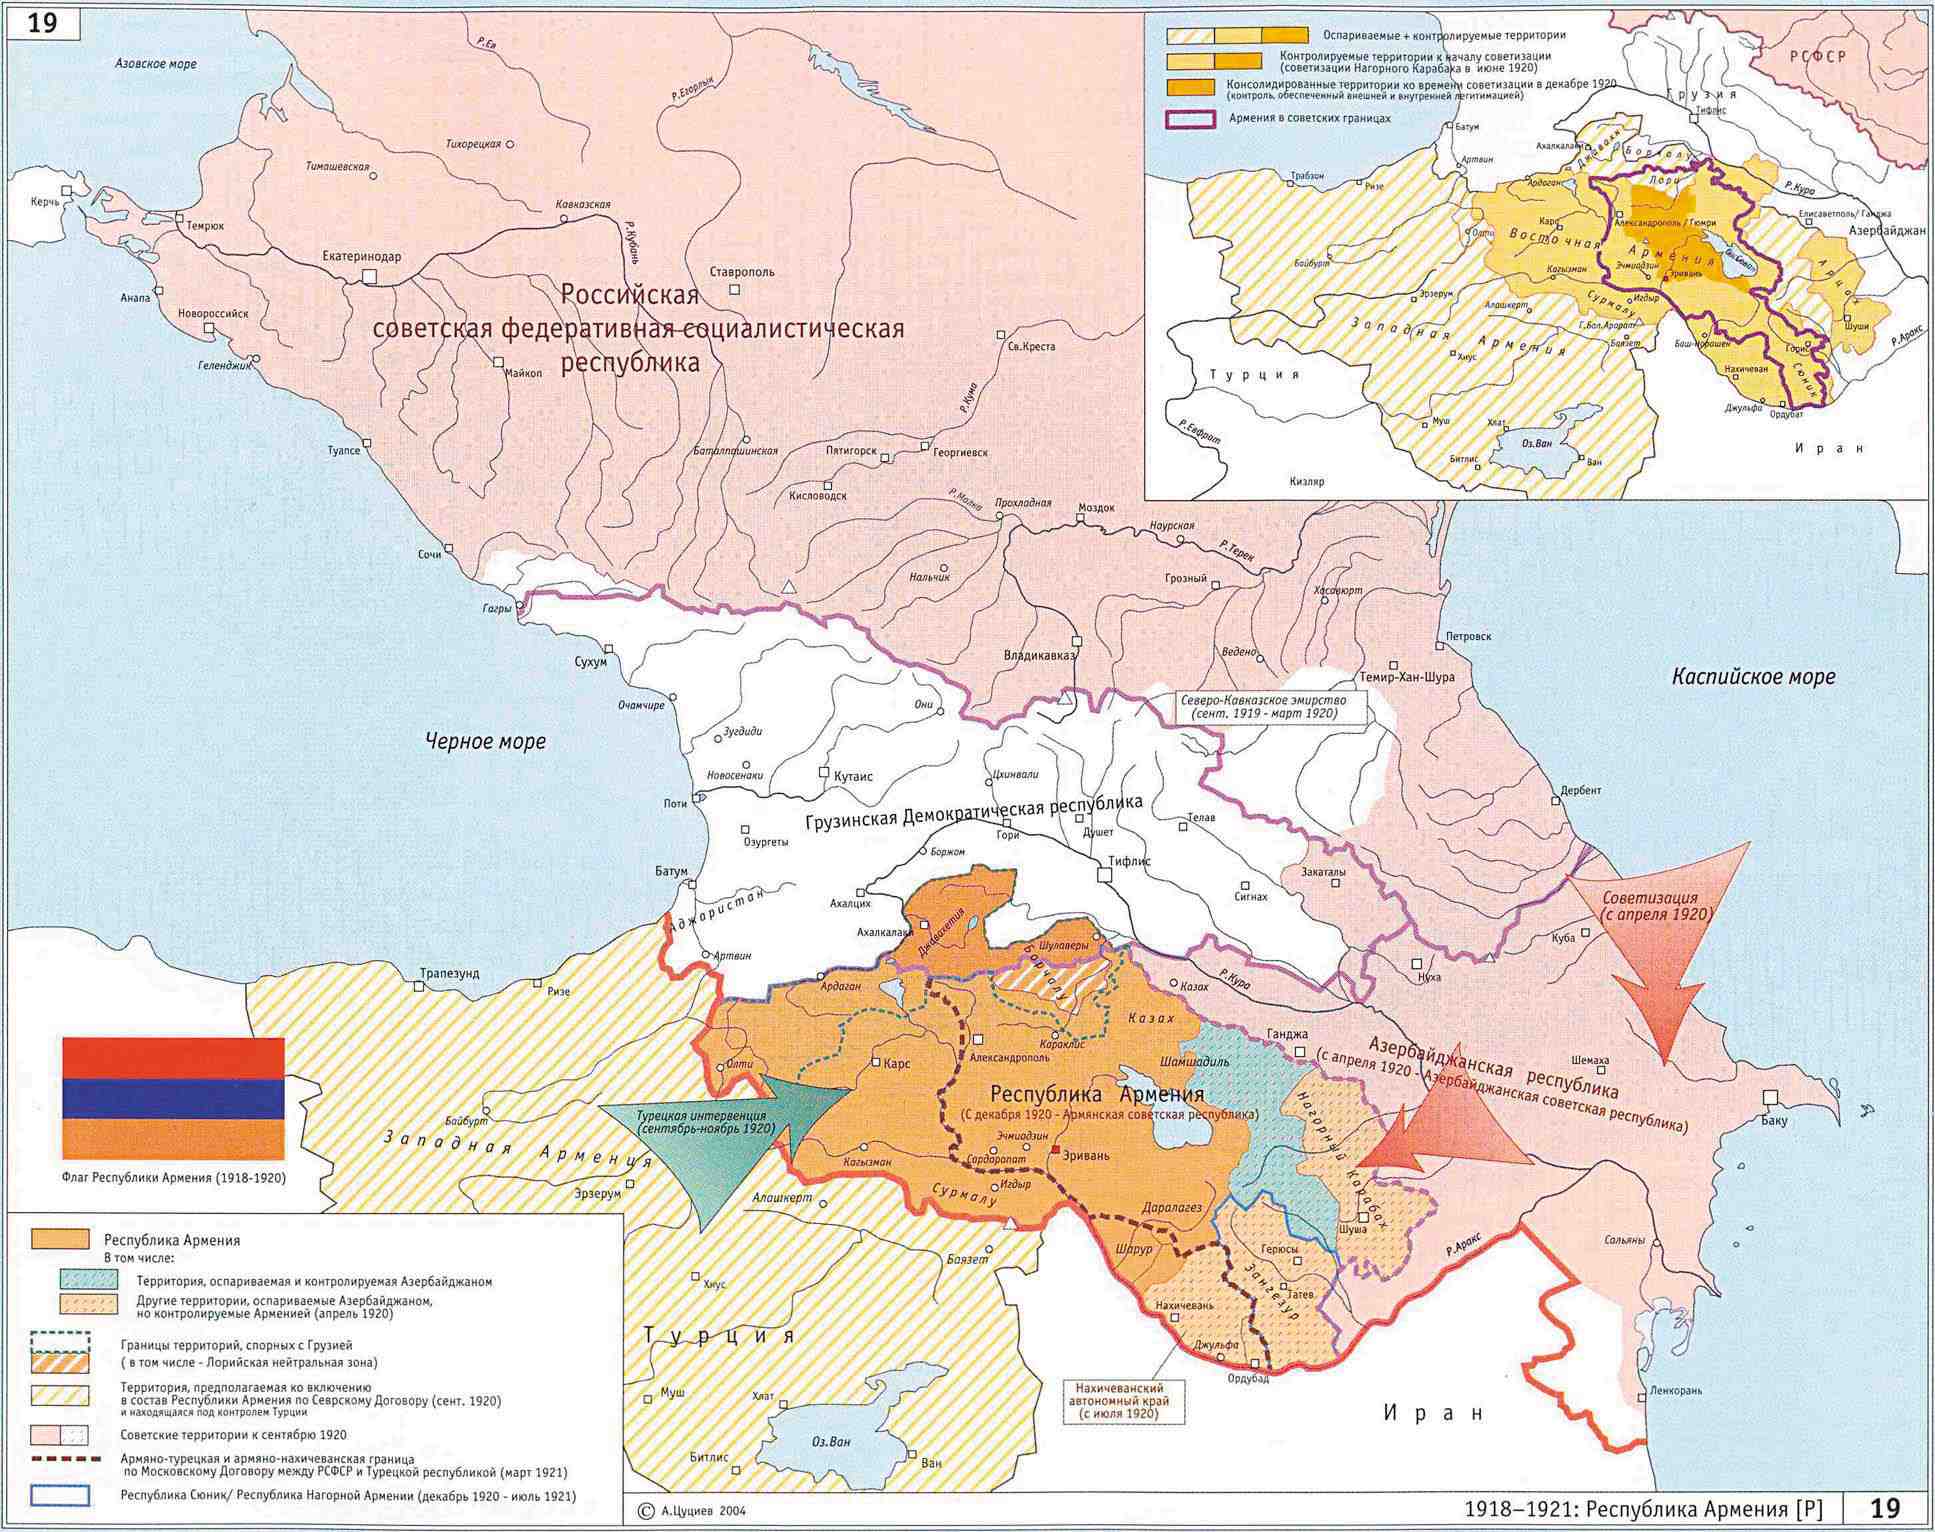 19
Азовское море
Р.Ея
Р.Егорлык
Тихорецкая
Тимашевская
Керчь
Темрюк
Кавказская
Р.Кубань
Екатеринодар
Ставрополь
Анапа
Новороссийск
Геленджик
Российская
советская федеративная социалистическая
республика
Майкоп
Св.Креста
Р.Кума
Туапсе
Баталпашинская
Пятигорск
Георгиевск
Кисловодск
Р.Малка
Прохладная
Моздок
Наурская
Р.Терек
Сочи
Нальчик
Грозный
Хасавюрт
Гагры
Сухум
Владикавказ
Ведено
Петровск
Темир-Хан-Шура
Каспийское море
Очамчире
Они
Северо-Кавказское эмирство
(сент. 1919 - март 1920)
Черное море
Зугдиди
Новосенаки
Кутаис
Цхинвали
Поти
Грузинская Демократическая республика
Дербент
Озургеты
Гори
Душет
Телав
Боржом
Тифлис
Батум
Аджаристан
Ахалцих
Сигнах
Закаталы
Советизация
(с апреля 1920)
Ахалкалаки
Джавахетия
Шулаверы
Борчалу
Куба
Артвин
Нуха
Трапезунд
Ризе
Ардаган
Казах
Р.Кура
Казах
Ганджа
Караклис
Александрополь
Шамшадиль
Олти
Карс
Азербайджанская республика
(с апреля 1920 - Азербайджанская советская республика)
Шемаха
Баку
Республика Армения
(С декабря 1920 - Армянская советская республика)
Турецкая интервенция
(сентябрь-ноябрь 1920)
Байбурт
Западная Армения
Нагорный Карабах
Эчмиадзин
Сардарапат
Эривань
Кагызман
Игдыр
Сурмалу
Эрзерум
Алашкерт
Даралагез
Шуша
Шарур
Герюсы
Р.Аракс
Сальяны
Баязет
Зангезур
Татев
Хнус
Нахичевань
Турция
Джульфа
Ордубад
Ленкорань
Муш
Хлат
Нахичеванский
автономный край
(с июля 1920)
Иран
Оз.Ван
Битлис
Ван
Флаг Республики Армения (1918-1920)
Республика Армения
В том числе:
Территория, оспариваемая и контролируемая Азербайджаном
Другие территории, оспариваемые Азербайджаном,
но контролируемые Арменией (апрель 1920)
Границы территорий, спорных с Грузией
( в том числе - Лорийская нейтральная зона)
Территория, предполагаемая ко включению
в состав Республики Армения по Севрскому Договору (сент. 1920)
и находящаяся под контролем Турции
Советские территории к сентябрю 1920
Армяно-турецкая и армяно-нахичеванская граница
по Московскому Договору между РСФСР и Турецкой республикой (март 1921)
Республика Сюник/ Республика Нагорной Армении (декабрь 1920 - июль 1921)
© А.Цуциев 2004
1918–1921: Республика Армения [Р]
19
Оспариваемые + контролируемые территории
Контролируемые территории к началу советизации
(советизации Нагорного Карабаха в июне 1920)
Консолидированные территории ко времени советизации в декабре 1920
(контроль, обеспеченный внешней и внутренней легитимацией)
Армения в советских границах
РСФСР
Грузия
Тифлис
Батум
Ахалкалаки
Джавахк
Борчалу
Артвин
Трабзон
Ризе
Ардаган
Лори
Р.Кура
Карс
Александрополь / Гюмри
Елисаветполь/ Ганджа
Азербайджан
Олти
Восточная Армения
Байбурт
Эчмиадзин
Эривань
Оз.Севан
Арцах
Кагызман
Эрзерум
Сурмалу
Игдыр
Алашкерт
Г.Бол.Арарат
Шуши
Западная Армения
Баязет
Баш-Норашен
Горис
Р.Аракс
Хнус
Турция
Нахичеван
Сюник
Джульфа
Ордубат
Муш
Хлат
Р.Евфрат
Оз.Ван
Иран
Битлис
Ван
Кизляр